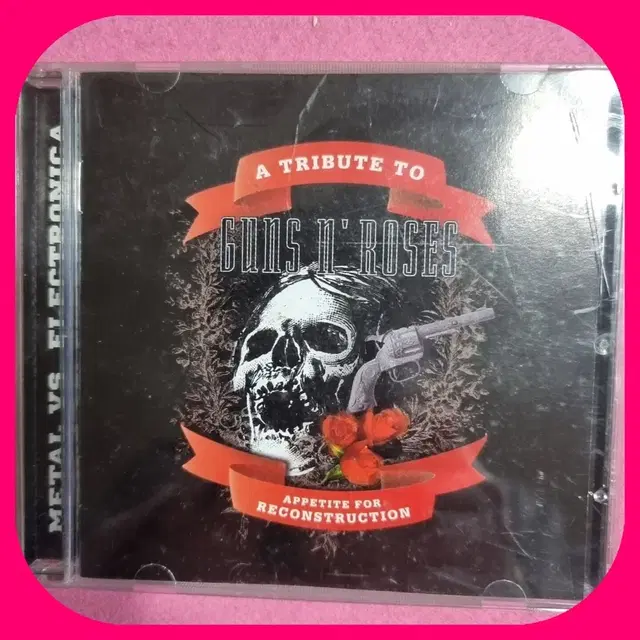 METAL VS. ELECTRONICA
A TRIBUTE TO
GUNS N' ROSES
APPETITE FOR
RECONSTRUCTION